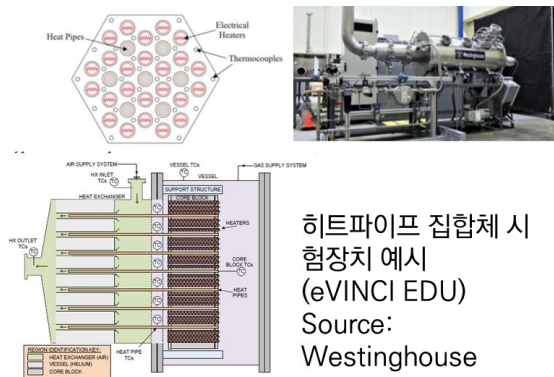 Electrical
Heaters
Heat Pipes
Thermocouples
Westinghouse
AIR SUPPLY SYSTEM
VESSEL TCs
GAS SUPPLY SYSTEM
HX INLET
TCs
TC
VESSEL
HEAT EXCHANGER
SUPPORT STRUCTURE
CORE BLOCK
HEATERS
HX OUTLET
TCs
CORE
BLOCK TCs
HEAT
PIPES
HEAT PIPE
TCs
REGION IDENTIFICATION KEY:
HEAT EXCHANGER (AIR)
VESSEL (HELIUM)
CORE BLOCK
히트파이프 집합체 시
험장치 예시
(eVINCI EDU)
Source:
Westinghouse